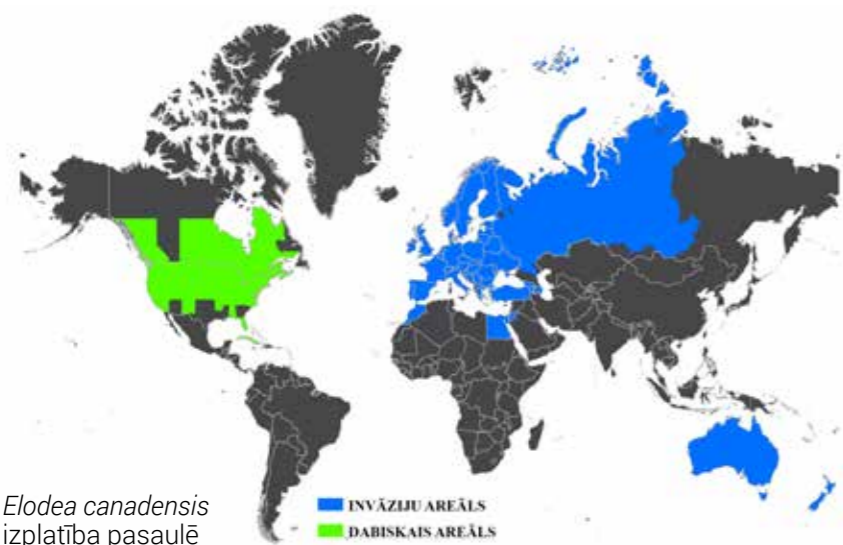 Elodea canadensis
izplatība pasaulē
INVĀZIJU AREĀLS
DABISKAIS AREĀLS